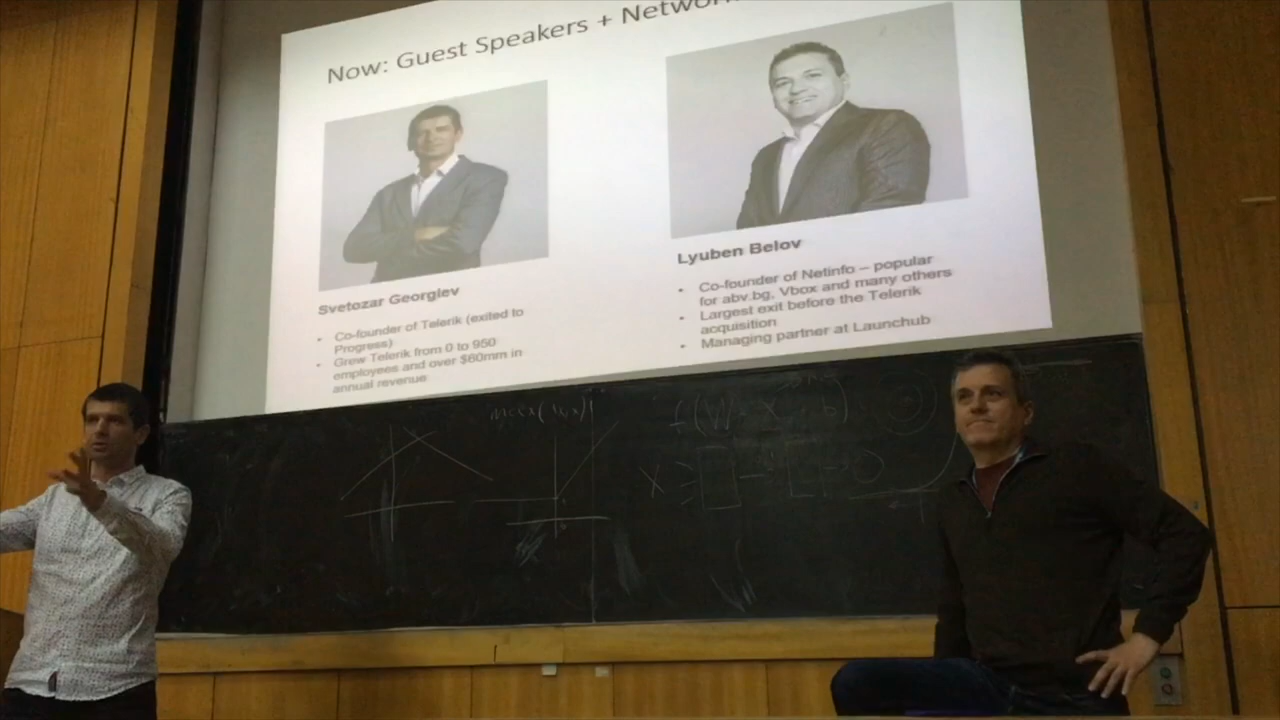 Now: Guest Speakers +
Svetozar Georgiev
• Co-founder of Telerik (exited to
Progress)
• Grew Telerik from 0 to 950
employees and over $60mm in
annual revenue
Lyuben Belov
• Co-founder of Netinfo – popular
for abv.bg, Vbox and many others
• Largest exit before the Telerik
acquisition
• Managing partner at Launchub
X